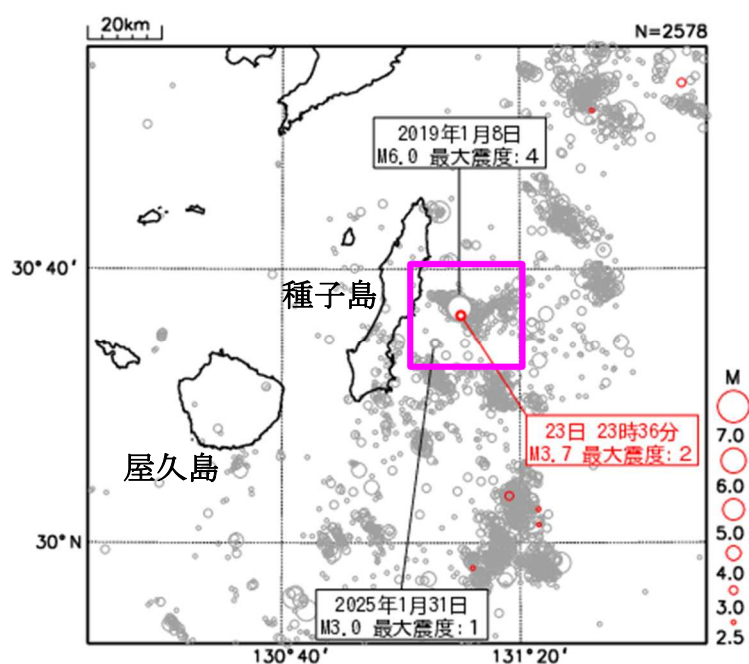 20km
N=2578
2019年1月8日
M6.0 最大震度:4
30°40′
種子島
M
7.0
23日 23時36分
M3.7 最大震度:2
屋久島
6.0
5.0
30°N
4.0
2025年1月31日
M3.0 最大震度:1
3.0
2.5
130°40′
131°20′